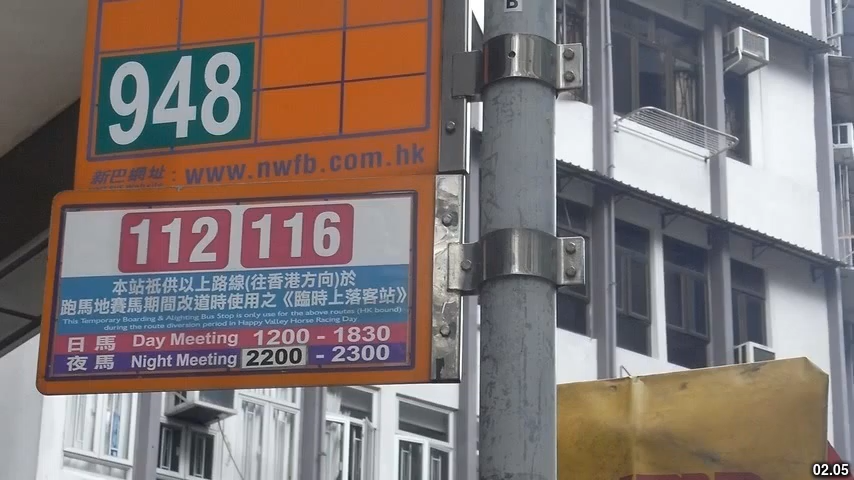 B
948
新巴網址：www.nwfb.com.hk
112 116
本站祇供以上路線(往香港方向)於
跑馬地賽馬期間改道時使用之《臨時上落客站》
This Temporary Boarding & Alighting Bus Stop is only use for the above routes (HK bound)
during the route diversion period in Happy Valley Horse Racing Day
日馬 Day Meeting 1200 - 1830
夜馬 Night Meeting 2200 - 2300
02.05